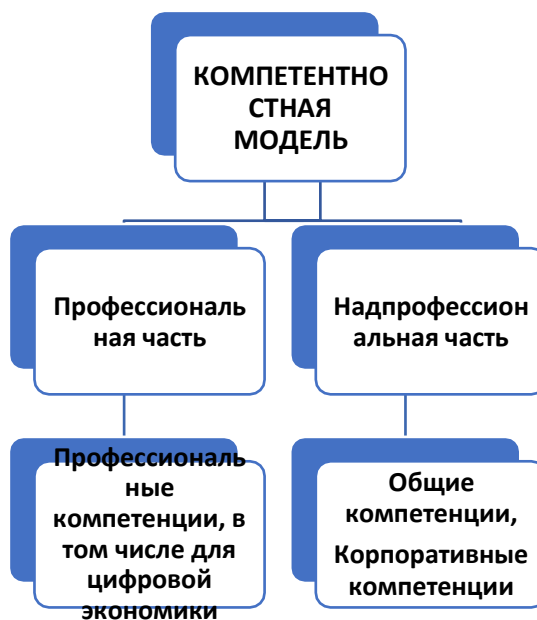 КОМПЕТЕНТНО
СТНАЯ
МОДЕЛЬ
Профессиональ
ная часть
Надпрофессион
альная часть
Профессиональ
ные
компетенции, в
том числе для
цифровой
экономики
Общие
компетенции,
Корпоративные
компетенции